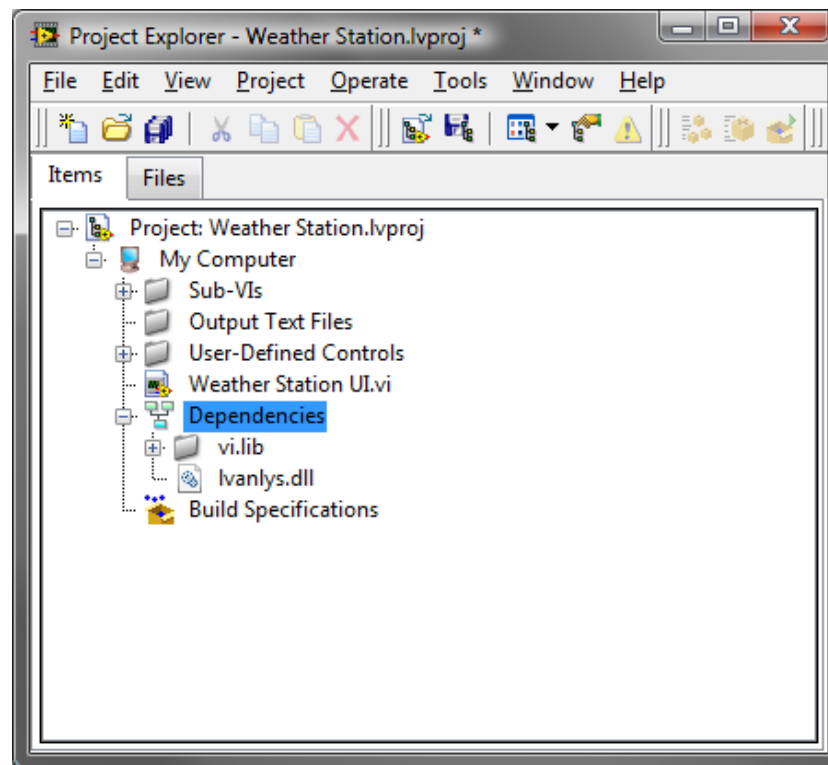 Project Explorer - Weather Station.lvproj *
File Edit View Project Operate Tools Window Help
Items Files
Project: Weather Station.lvproj
My Computer
Sub-VIs
Output Text Files
User-Defined Controls
Weather Station UI.vi
Dependencies
vi.lib
lvanlys.dll
Build Specifications